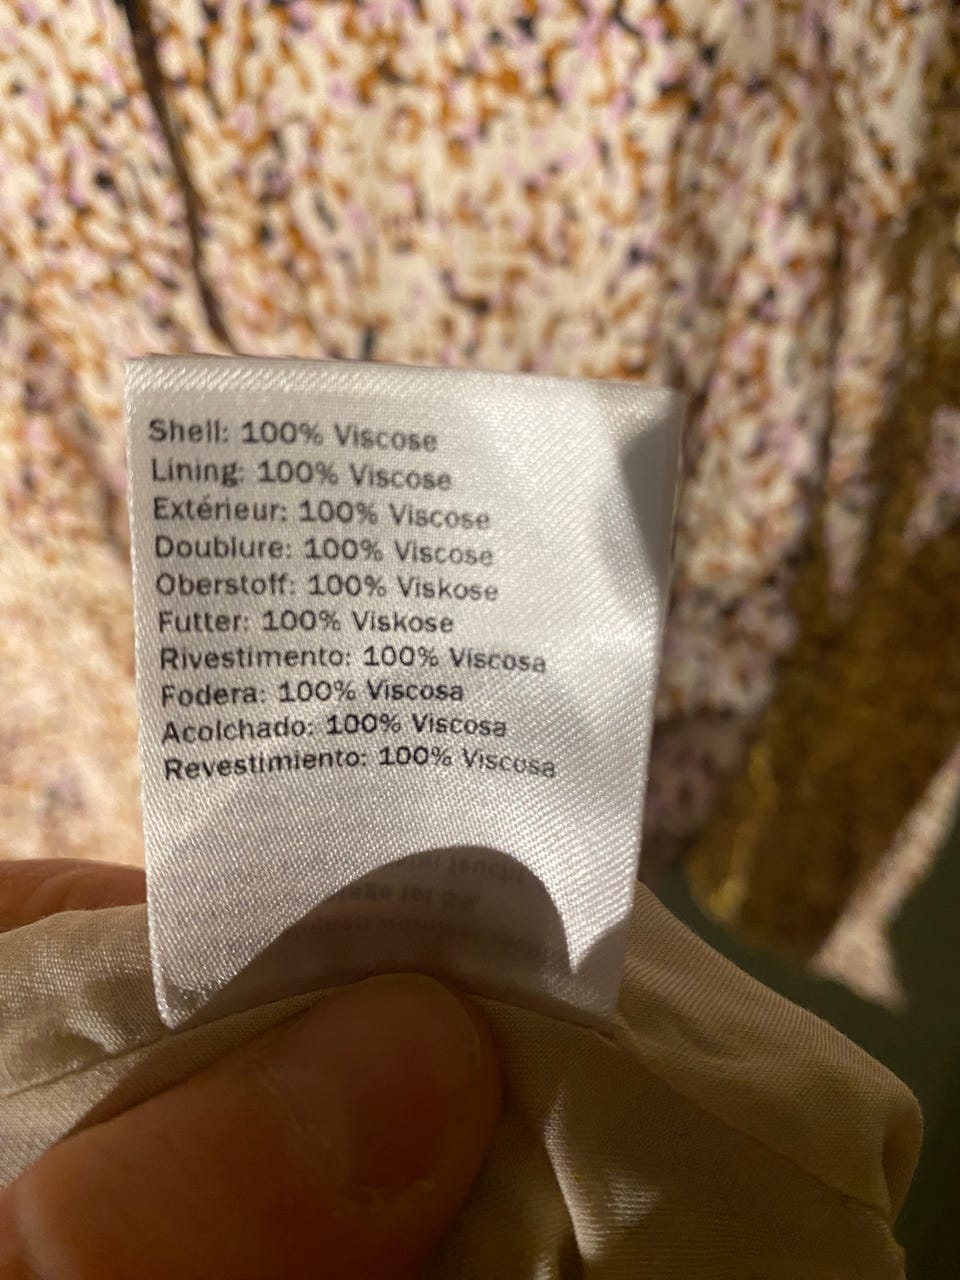 Shell: 100% Viscose
Lining: 100% Viscose
Extérieur: 100% Viscose
Doublure: 100% Viscose
Oberstoff: 100% Viskose
Futter: 100% Viskose
Rivestimento: 100% Viscosa
Fodera: 100% Viscosa
Acolchado: 100% Viscosa
Revestimiento: 100% Viscosa